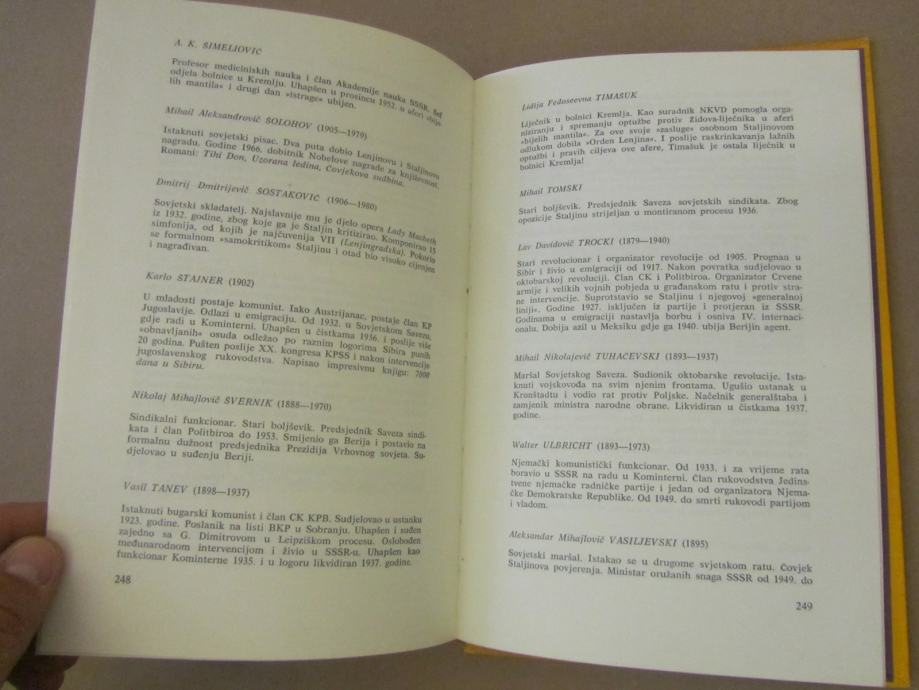 A. K. ŠIMELIOVIĆ
Profesor medicinskih nauka i član Akademije nauka SSSR. Šef
odjela bolnice u Kremlju. Uhapšen u prosincu 1952. u aferi »bije-
lih mantila« i drugi dan »istrage« ubijen.
Mihail Aleksandrovič ŠOLOHOV (1905—1979)
Istaknuti sovjetski pisac. Dva puta dobio Lenjinovu i Staljinovu
nagradu. Godine 1966. dobitnik Nobelove nagrade za književnost.
Romani: Tihi Don, Uzorana ledina, Čovjekova sudbina.
Dmitrij Dmitrijevič ŠOSTAKOVIĆ (1906—1980)
Sovjetski skladatelj. Najslavnije mu je djelo opera Lady Macbeth
iz 1932. godine, zbog koje ga je Staljin kritizirao. Komponirao 15
simfonija, od kojih je najčuvenija VII (Lenjingradska). Pokorio
se formalnom »samokritikom« Staljinu i otad bio visoko cijenjen
i nagrađivan.
Karlo ŠTAJNER (1902)
U mladosti postaje komunist. Iako Austrijanac, postaje član KP
Jugoslavije. Odlazi u emigraciju. Od 1932. u Sovjetskom Savezu,
gdje radi u Kominterni. Uhapšen u čistkama 1936. i poslije više
»obnavljanih« osuda odležao po raznim logorima Sibira punih
20 godina. Pušten poslije XX. kongresa KPSS i nakon intervencije
jugoslavenskog rukovodstva. Napisao impresivnu knjigu: 7000
dana u Sibiru.
Nikolaj Mihajlovič ŠVERNIK (1888—1970)
Sindikalni funkcionar. Stari boljševik. Predsjednik Saveza sindi-
kata i član Politbiroa do 1953. Smijenio ga Berija i postavio na
formalnu dužnost predsjednika Prezidija Vrhovnog sovjeta. Su-
djelovao u suđenju Beriji.
Vasil TANEV (1898—1937)
Istaknuti bugarski komunist i član CK KPB. Sudjelovao u ustanku
1923. godine. Poslanik na listi BKP u Sobranju. Uhapšen i suđen
zajedno sa G. Dimitrovom u Leipziškom procesu. Oslobođen
međunarodnom intervencijom i živio u SSSR-u. Uhapšen kao
funkcionar Kominterne 1935. i u logoru likvidiran 1937. godine.
248
Lidija Fedoseevna TIMAŠUK
Liječnik u bolnici Kremlja. Kao suradnik NKVD pomogla orga-
niziranju i spremanju optužbe protiv Židova-liječnika u aferi
»bijelih mantila«. Za ove svoje »zasluge« osobnom Staljinovom
odlukom dobila »Orden Lenjina«. I poslije raskrinkavanja lažnih
optužbi i pravih ciljeva ove afere, Timašuk je ostala liječnik u
bolnici Kremlja!
Mihail TOMSKI
Stari boljševik. Predsjednik Saveza sovjetskih sindikata. Zbog
opozicije Staljinu strijeljan u montiranom procesu 1936.
Lav Davidovič TROCKI (1879—1940)
Stari revolucionar i organizator revolucije od 1905. Prognan u
Sibir i živio u emigraciji od 1917. Nakon povratka sudjelovao u
oktobarskoj revoluciji. Član CK i Politbiroa. Organizator Crvene
armije i velikih vojnih pobjeda u građanskom ratu i protiv stra-
ne intervencije. Suprotstavio se Staljinu i njegovoj »generalnoj
liniji«. Godine 1927. isključen iz partije i protjeran iz SSSR.
Godinama u emigraciji nastavlja borbu i osniva IV. internaci-
onalu. Dobija azil u Meksiku gdje ga 1940. ubija Berijin agent.
Mihail Nikolajević TUHAČEVSKI (1893—1937)
Maršal Sovjetskog Saveza. Sudionik oktobarske revolucije. Ista-
knuti vojskovođa na svim njenim frontama. Ugušio ustanak u
Kronštadtu i vodio rat protiv Poljske. Načelnik generalštaba i
zamjenik ministra narodne obrane. Likvidiran u čistkama 1937.
godine.
Walter ULBRICHT (1893—1973)
Njemački komunistički funkcionar. Od 1933. i za vrijeme rata
boravio u SSSR na radu u Kominterni. Član rukovodstva Jedins-
tvene njemačke radničke partije i jedan od organizatora Njema-
čke Demokratske Republike. Od 1949. do smrti rukovodi partijom
i vladom.
Aleksandar Mihajlovič VASILJEVSKI (1895)
Sovjetski maršal. Istakao se u drugome svjetskom ratu. Čovjek
Staljinova povjerenja. Ministar oružanih snaga SSSR od 1949. do
249